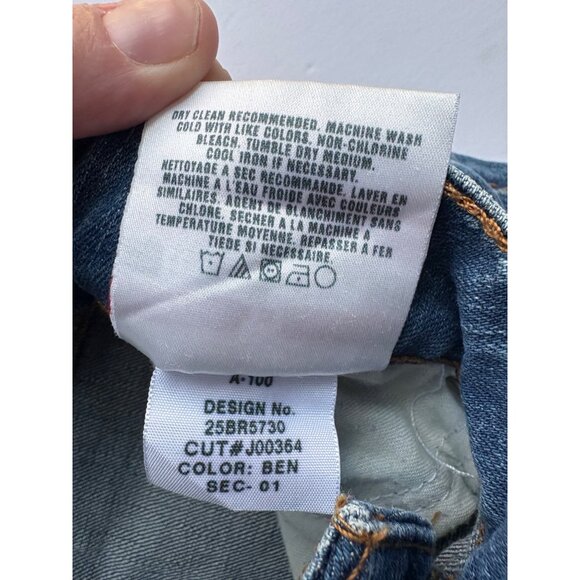 DRY CLEAN RECOMMENDED. MACHINE WASH
COLD WITH LIKE COLORS. NON-CHLORINE
BLEACH. TUMBLE DRY MEDIUM.
COOL IRON IF NECESSARY.
NETTOYAGE A SEC RECOMMANDE. LAVER EN
MACHINE A L'EAU FROIDE AVEC COULEURS
SIMILAIRES. AGENT DE BLANCHIMENT SANS
CHLORE. SECHER A LA MACHINE A
TEMPERATURE MOYENNE. REPASSER A FER
TIEDE SI NECESSAIRE.
A-100
DESIGN No.
25BR5730
CUT#J00364
COLOR: BEN
SEC- 01